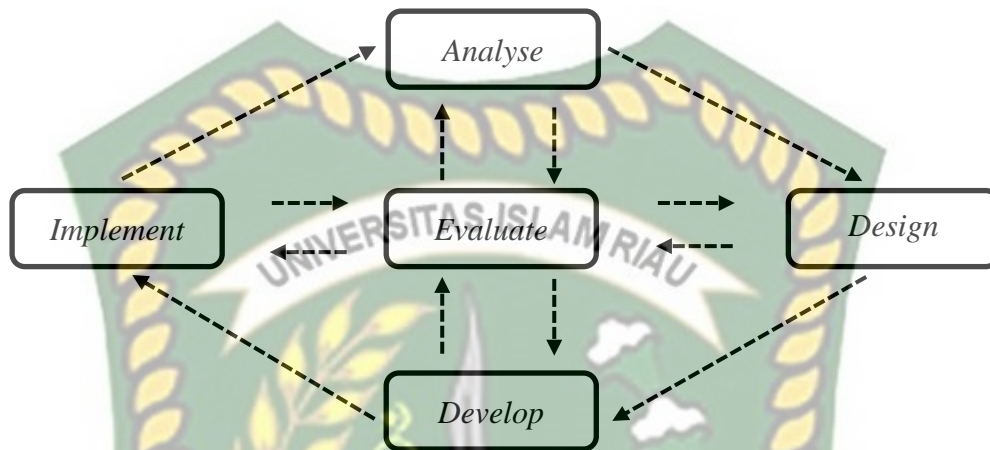 Analyse
Implement
Evaluate
Design
UNIVERSITAS ISLAM RIAU
Develop